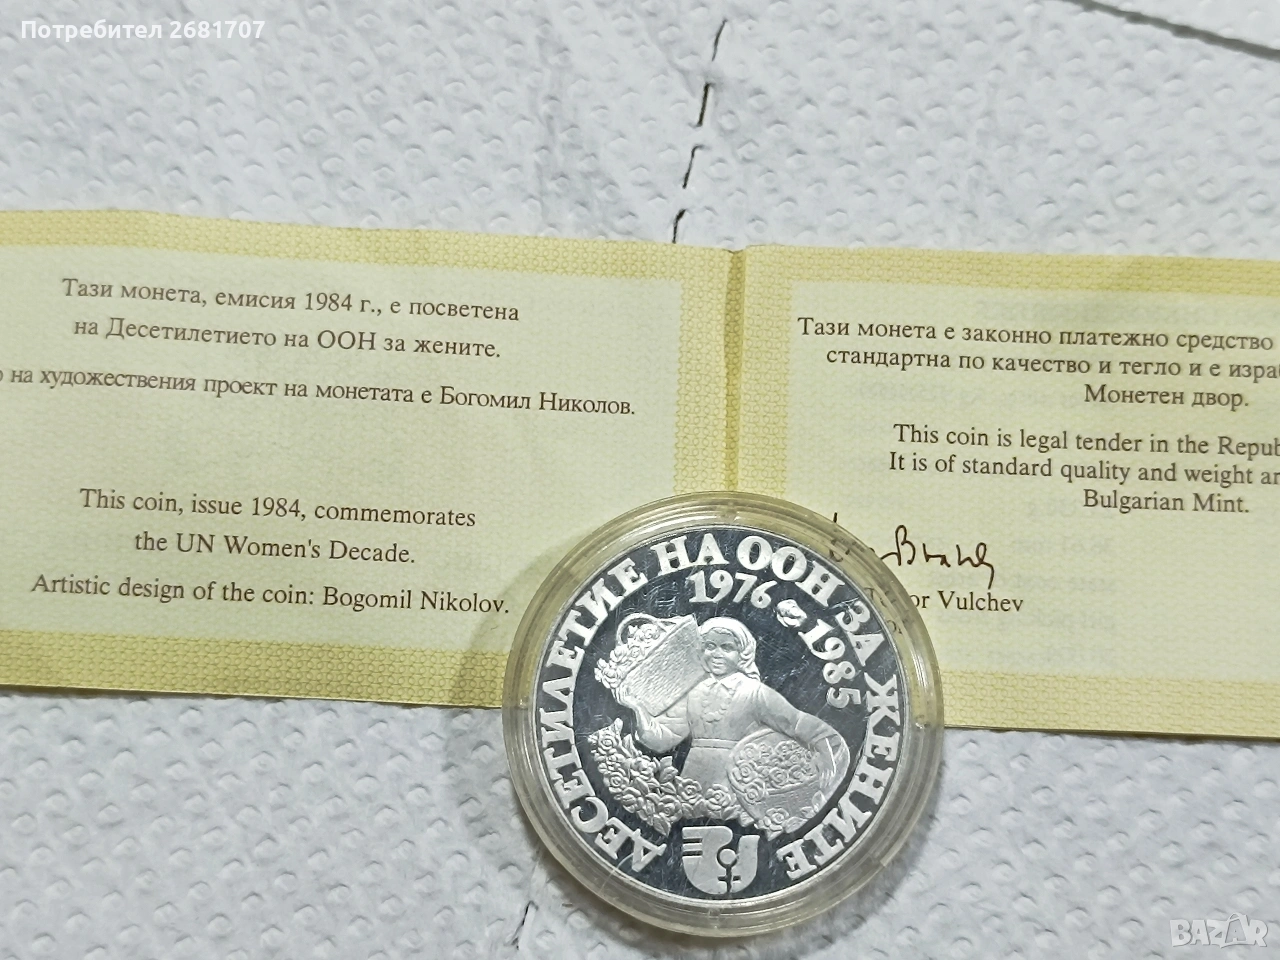 Потребител 2681707
Тази монета, емисия 1984 г., е посветена
на Десетилетието на ООН за жените.
на художествения проект на монетата е Богомил Николов.
This coin, issue 1984, commemorates
the UN Women's Decade.
Artistic design of the coin: Bogomil Nikolov.
Тази монета е законно платежно средство
стандартна по качество и тегло и е изра
Монетен двор.
This coin is legal tender in the Repub
It is of standard quality and weight an
Bulgarian Mint.
or Vulchev
ДЕСЕТИЛЕТИЕ НА ООН ЗА ЖЕНИТЕ
1976 1985
BAZAR